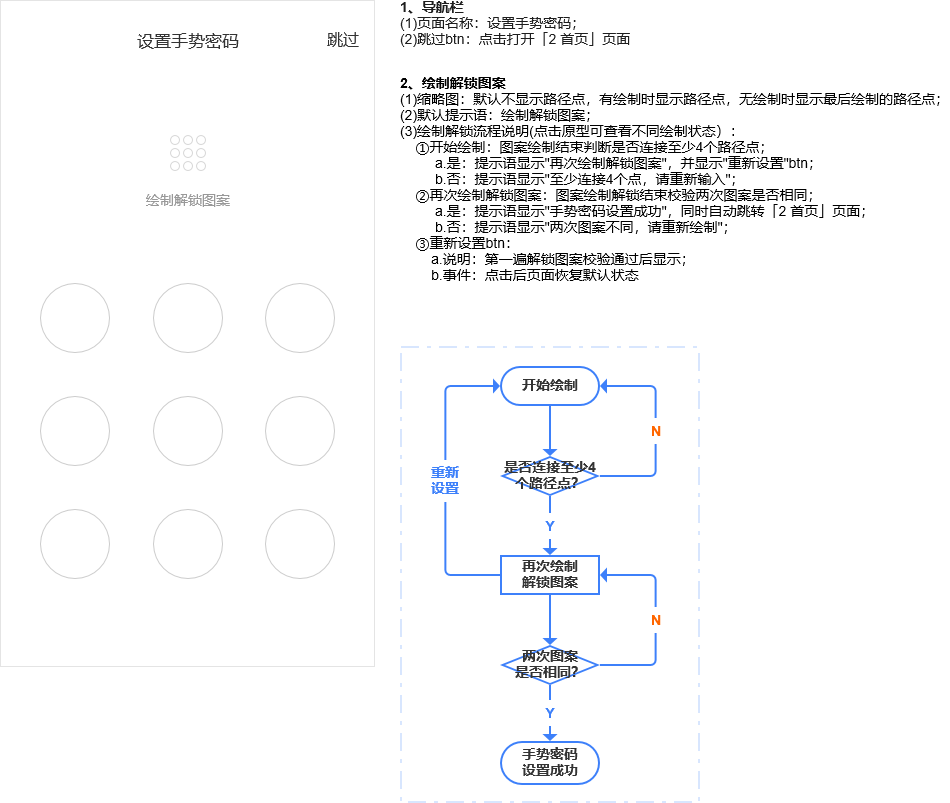 设置手势密码
跳过
绘制解锁图案
1、导航栏
(1)页面名称：设置手势密码；
(2)跳过btn：点击打开「2 首页」页面
2、绘制解锁图案
(1)缩略图：默认不显示路径点，有绘制时显示路径点，无绘制时显示最后绘制的路径点；
(2)默认提示语：绘制解锁图案；
(3)绘制解锁流程说明(点击原型可查看不同绘制状态）：
①开始绘制：图案绘制结束判断是否连接至少4个路径点；
a.是：提示语显示"再次绘制解锁图案"，并显示"重新设置"btn；
b.否：提示语显示"至少连接4个点，请重新输入"；
②再次绘制解锁图案：图案绘制解锁结束校验两次图案是否相同；
a.是：提示语显示"手势密码设置成功"，同时自动跳转「2 首页」页面；
b.否：提示语显示"两次图案不同，请重新绘制"；
③重新设置btn：
a.说明：第一遍解锁图案校验通过后显示；
b.事件：点击后页面恢复默认状态
开始绘制
N
是否连接至少4
个路径点?
重新
设置
Y
再次绘制
解锁图案
N
两次图案
是否相同?
Y
手势密码
设置成功